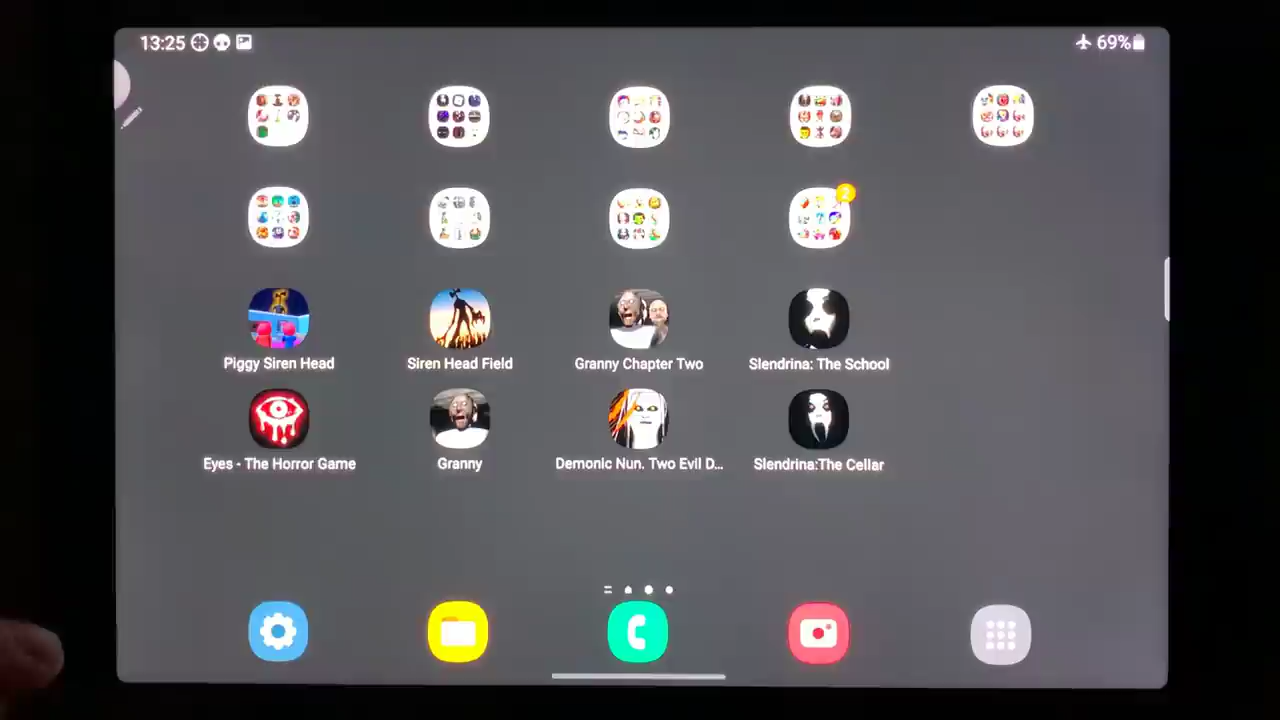 13:25
69%
2
Piggy Siren Head
Siren Head Field
Granny Chapter Two
Slendrina: The School
Eyes - The Horror Game
Granny
Demonic Nun. Two Evil D...
Slendrina:The Cellar